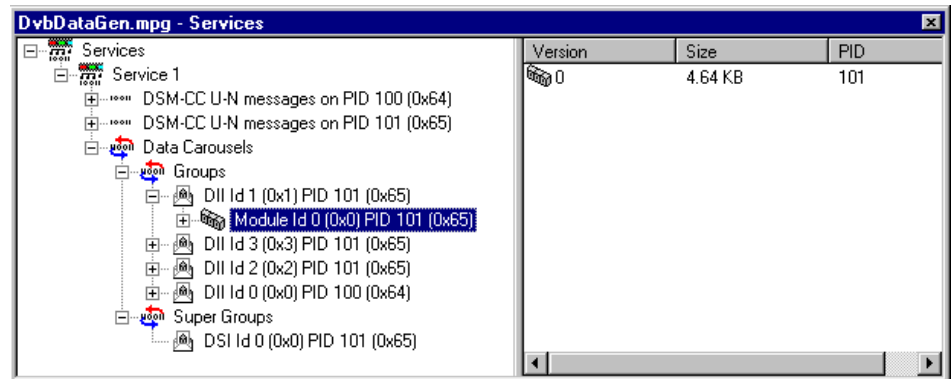 DvbDataGen.mpg - Services
Services
Service 1
DSM-CC U-N messages on PID 100 (0x64)
DSM-CC U-N messages on PID 101 (0x65)
Data Carousels
Groups
DII Id 1 (0x1) PID 101 (0x65)
Module Id 0 (0x0) PID 101 (0x65)
DII Id 3 (0x3) PID 101 (0x65)
DII Id 2 (0x2) PID 101 (0x65)
DII Id 0 (0x0) PID 100 (0x64)
Super Groups
DSI Id 0 (0x0) PID 101 (0x65)
Version Size PID
0 4.64 KB 101